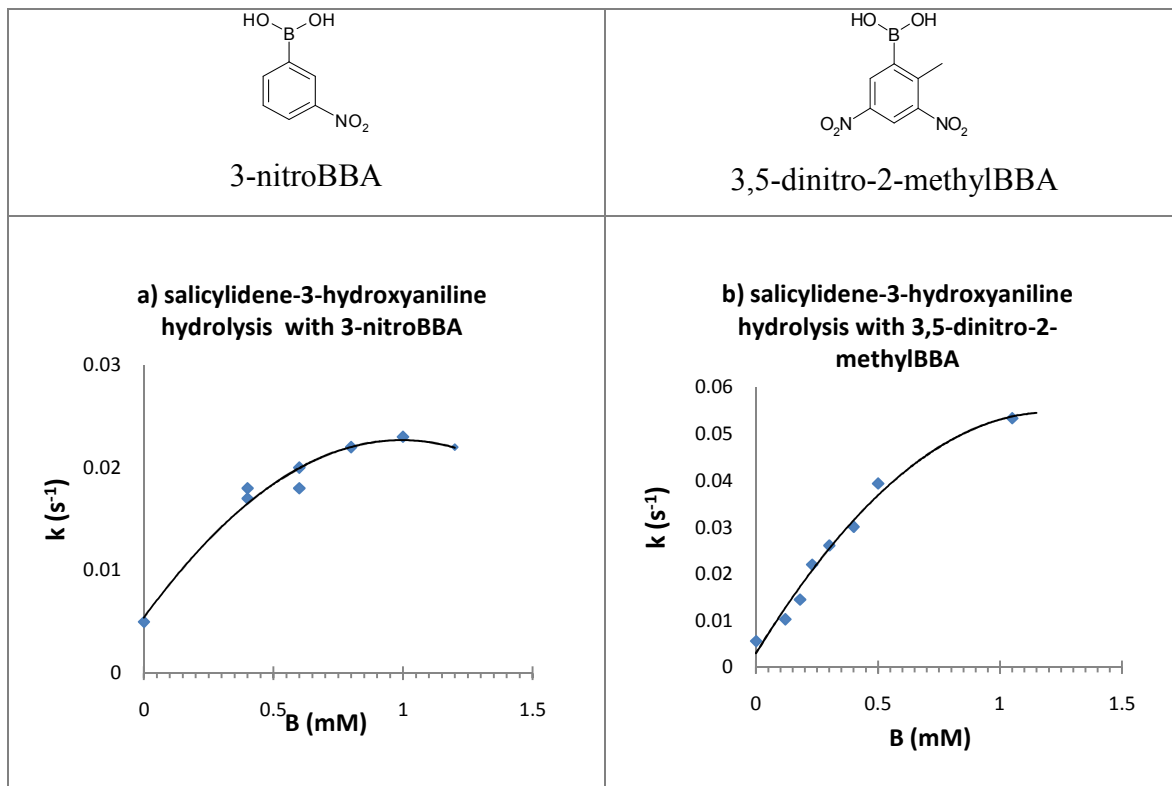 HO OH
B
NO2
3-nitroBBA
HO OH
B
O2N NO2
3,5-dinitro-2-methylBBA
a) salicylidene-3-hydroxyaniline
hydrolysis with 3-nitroBBA
0.03
0.02
0.01
0
k (s-1)
0 0.5 1 1.5
B (mM)
b) salicylidene-3-hydroxyaniline
hydrolysis with 3,5-dinitro-2-
methylBBA
0.06
0.05
0.04
0.03
0.02
0.01
0
k (s-1)
0 0.5 1 1.5
B (mM)